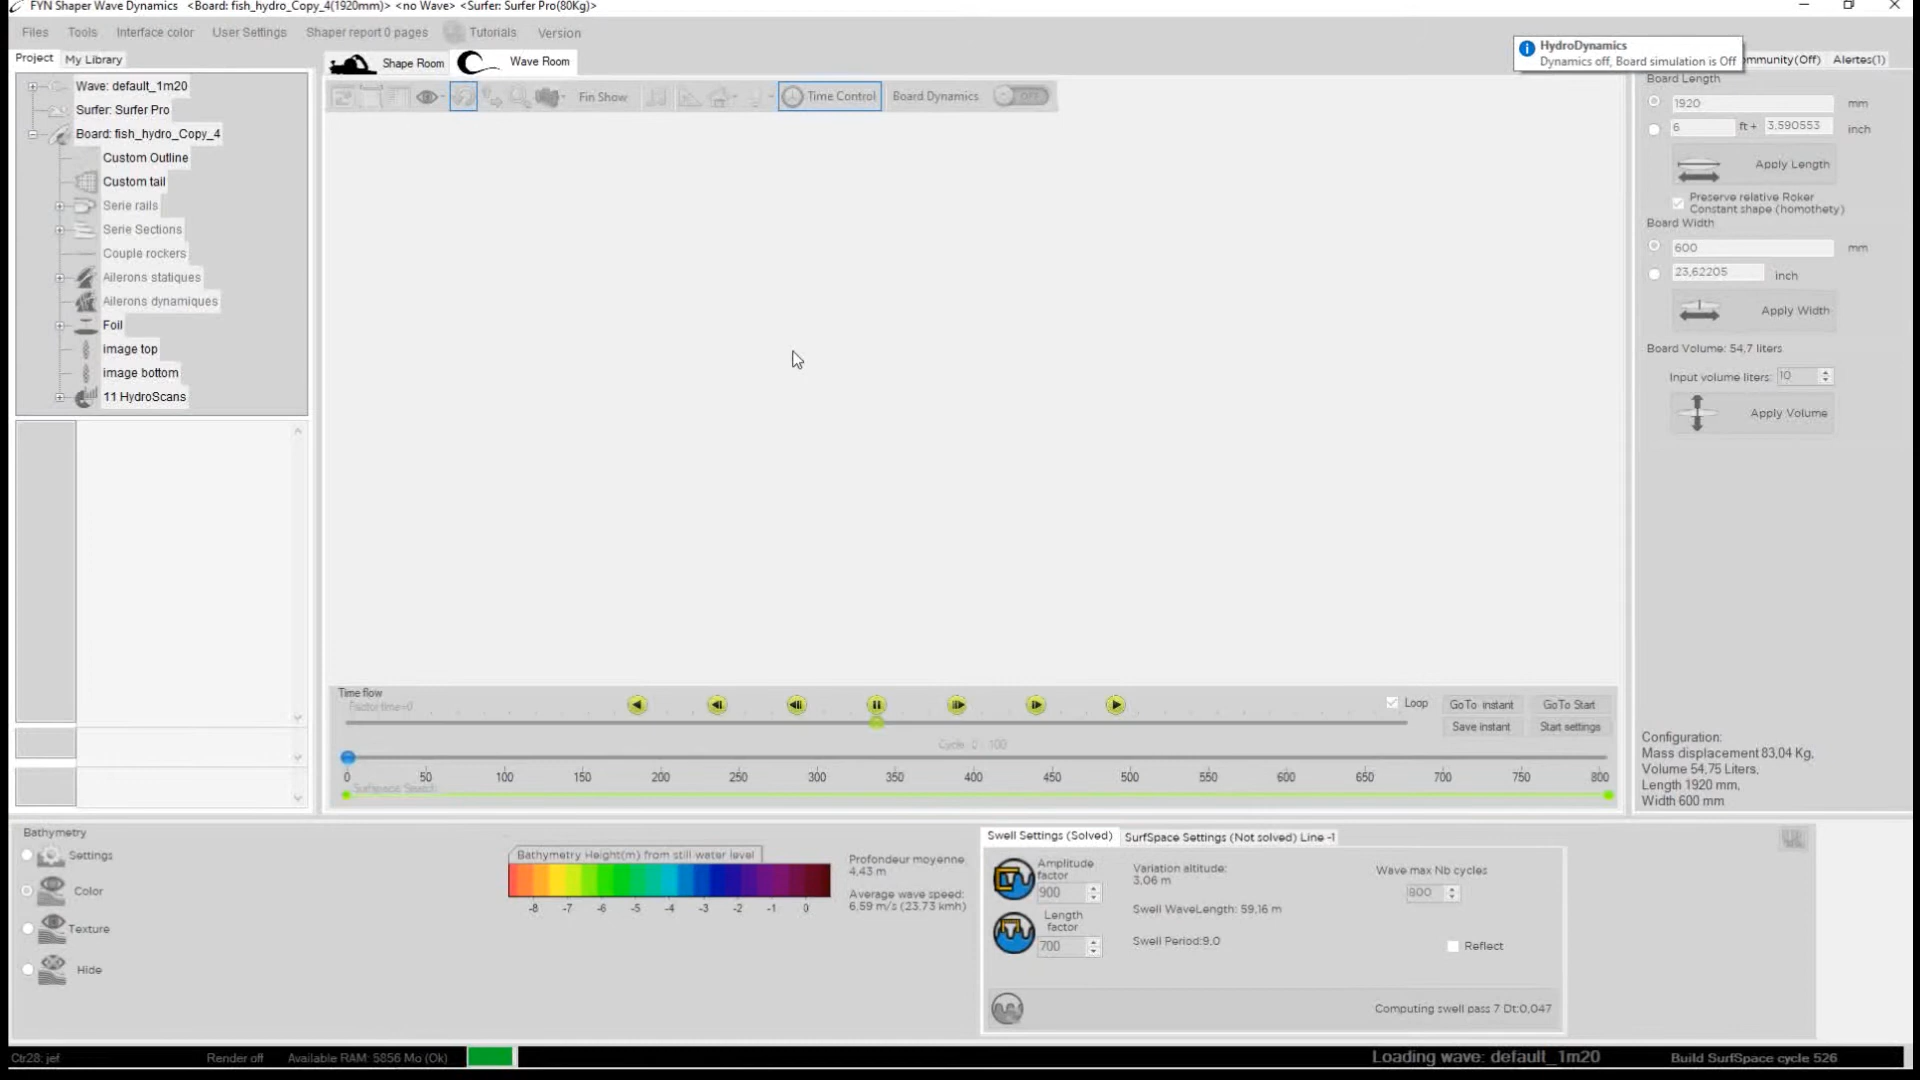 FYN Shaper Wave Dynamics <Board: fish_hydro_Copy_4(1920mm)> <no Wave> <Surfer: Surfer Pro(80Kg)>
Files Tools Interface color User Settings Shaper report 0 pages Tutorials Version
Project My Library
Shape Room Wave Room
HydroDynamics
Dynamics off, Board simulation is Off
mmunity(Off) Alertes(1)
Fin Show Time Control Board Dynamics OFF
Wave: default_1m20
Surfer: Surfer Pro
Board: fish_hydro_Copy_4
Custom Outline
Custom tail
Serie rails
Serie Sections
Couple rockers
Ailerons statiques
Ailerons dynamiques
Foil
image top
image bottom
11 HydroScans
Board Length
1920 mm
6 ft + 3,590553 inch
Apply Length
Preserve relative Roker
Constant shape (homothety)
Board Width
600 mm
23,62205 inch
Apply Width
Board Volume: 54,7 liters
Input volume liters: 10
Apply Volume
Configuration:
Mass displacement 83,04 Kg,
Volume 54,75 Liters,
Length 1920 mm,
Width 600 mm
Time flow
Factor time=0
Loop GoTo instant GoTo Start
Save instant Start settings
Cycle 0 - 100
0 50 100 150 200 250 300 350 400 450 500 550 600 650 700 750 800
Bathymetry
Settings
Color
Texture
Hide
Bathymetry Height(m) from still water level
-8 -7 -6 -5 -4 -3 -2 -1 0
Profondeur moyenne
4,43 m
Average wave speed:
6,59 m/s (23,73 kmh)
Swell Settings (Solved) SurfSpace Settings (Not solved) Line -1
Amplitude
factor
900
Length
factor
700
Variation altitude:
3,06 m
Swell WaveLength: 59,16 m
Swell Period:9.0
Wave max Nb cycles
800
Reflect
Computing swell pass 7 Dt:0,047
Ctr28: jef Render off Available RAM: 5856 Mo (Ok) Loading wave: default_1m20 Build SurfSpace cycle 526